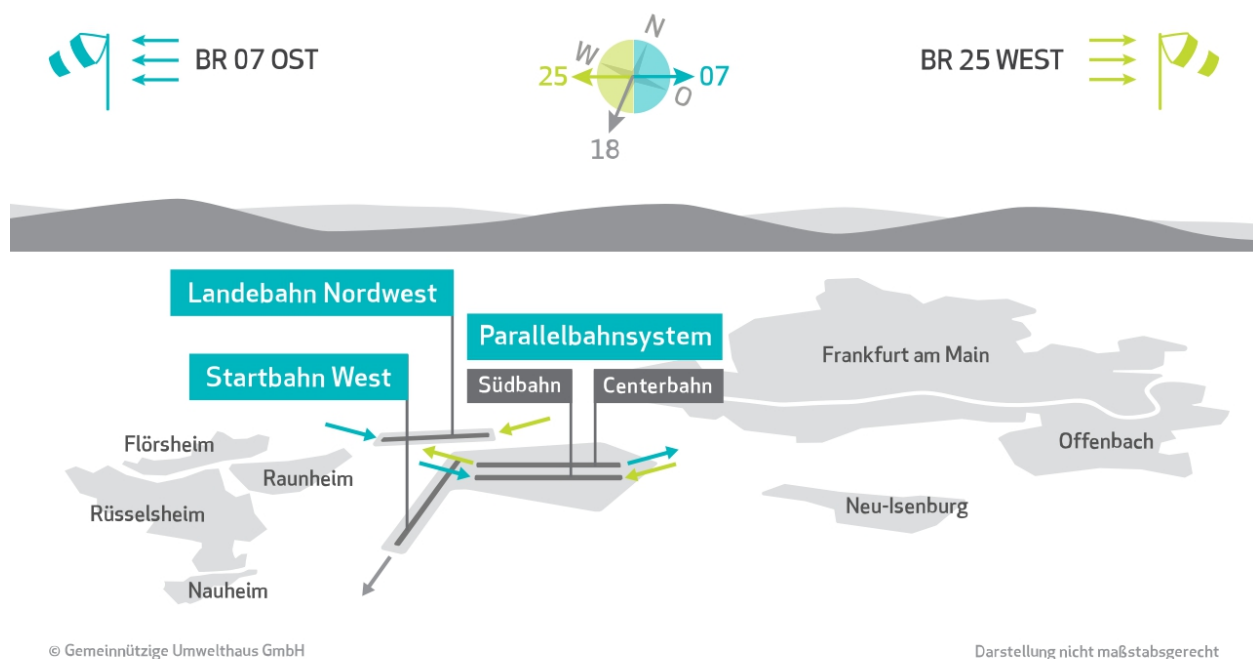 BR 07 OST
BR 25 WEST
N
W
25
07
O
18
Landebahn Nordwest
Parallelbahnsystem
Startbahn West
Südbahn
Centerbahn
Frankfurt am Main
Flörsheim
Offenbach
Raunheim
Rüsselsheim
Neu-Isenburg
Nauheim
© Gemeinnützige Umwelthaus GmbH
Darstellung nicht maßstabsgerecht